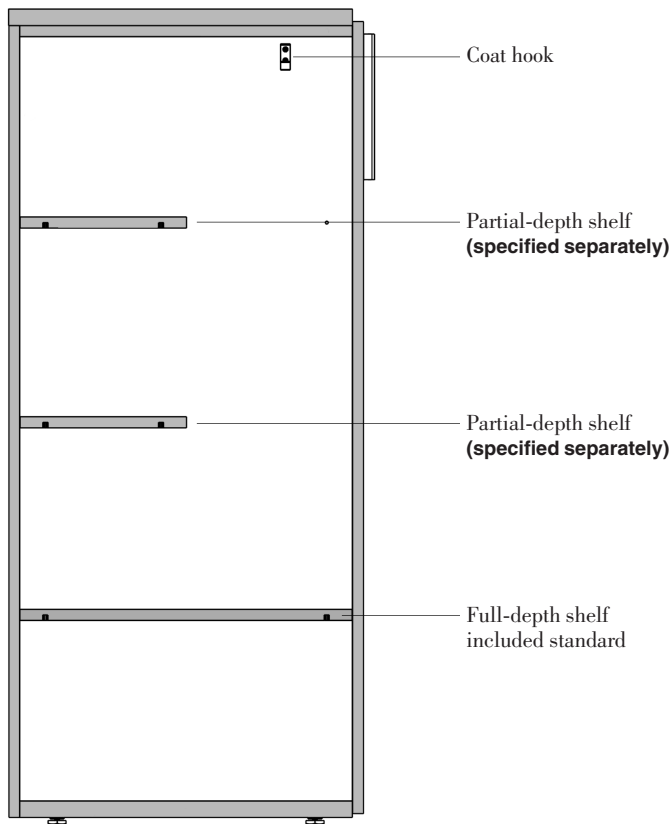 Coat hook
Partial-depth shelf
(specified separately)
Partial-depth shelf
(specified separately)
Full-depth shelf
included standard